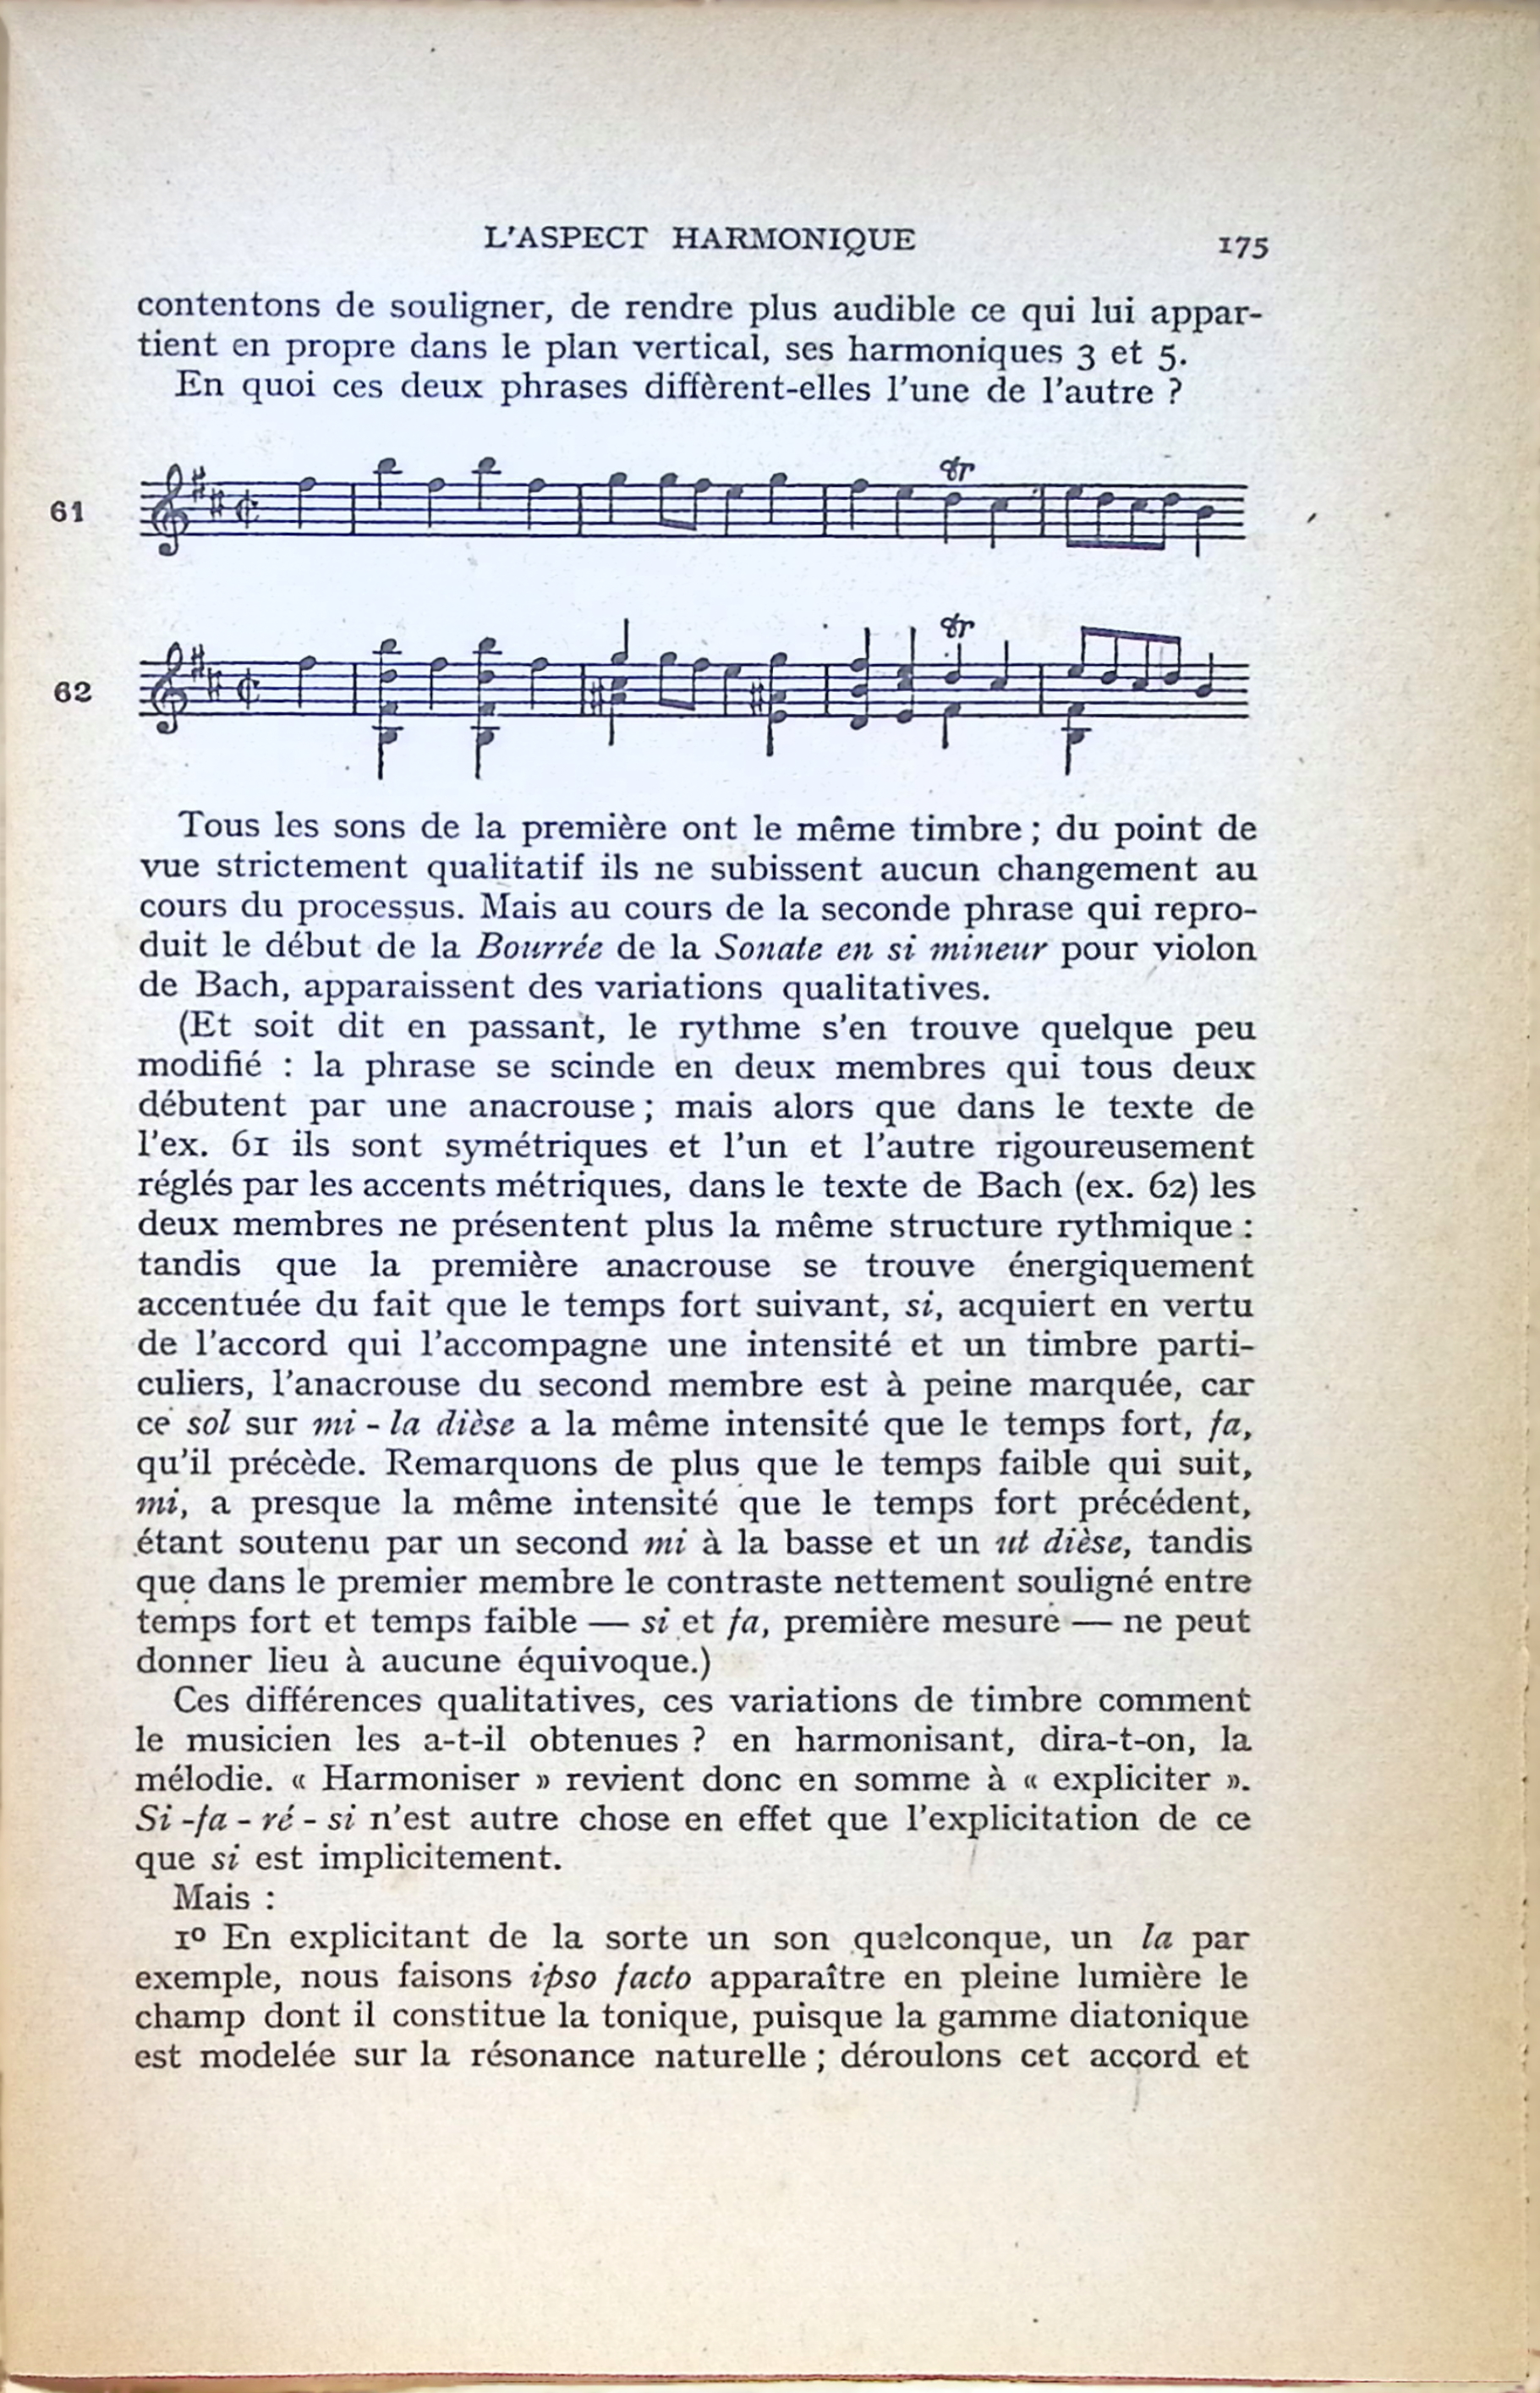 L'ASPECT HARMONIQUE 175
contentons de souligner, de rendre plus audible ce qui lui appar-
tient en propre dans le plan vertical, ses harmoniques 3 et 5.
En quoi ces deux phrases diffèrent-elles l'une de l'autre ?
tr
61
tr
62
Tous les sons de la première ont le même timbre ; du point de
vue strictement qualitatif ils ne subissent aucun changement au
cours du processus. Mais au cours de la seconde phrase qui repro-
duit le début de la Bourrée de la Sonate en si mineur pour violon
de Bach, apparaissent des variations qualitatives.
(Et soit dit en passant, le rythme s'en trouve quelque peu
modifié : la phrase se scinde en deux membres qui tous deux
débutent par une anacrouse ; mais alors que dans le texte de
l'ex. 61 ils sont symétriques et l'un et l'autre rigoureusement
réglés par les accents métriques, dans le texte de Bach (ex. 62) les
deux membres ne présentent plus la même structure rythmique :
tandis que la première anacrouse se trouve énergiquement
accentuée du fait que le temps fort suivant, si, acquiert en vertu
de l'accord qui l'accompagne une intensité et un timbre parti-
culiers, l'anacrouse du second membre est à peine marquée, car
ce sol sur mi - la dièse a la même intensité que le temps fort, fa,
qu'il précède. Remarquons de plus que le temps faible qui suit,
mi, a presque la même intensité que le temps fort précédent,
étant soutenu par un second mi à la basse et un ut dièse, tandis
que dans le premier membre le contraste nettement souligné entre
temps fort et temps faible — si et fa, première mesure — ne peut
donner lieu à aucune équivoque.)
Ces différences qualitatives, ces variations de timbre comment
le musicien les a-t-il obtenues ? en harmonisant, dira-t-on, la
mélodie. « Harmoniser » revient donc en somme à « expliciter ».
Si -fa - ré - si n'est autre chose en effet que l'explicitation de ce
que si est implicitement.
Mais :
1º En explicitant de la sorte un son quelconque, un la par
exemple, nous faisons ipso facto apparaître en pleine lumière le
champ dont il constitue la tonique, puisque la gamme diatonique
est modelée sur la résonance naturelle ; déroulons cet accord et